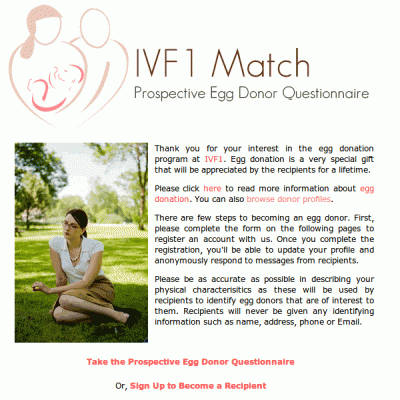 IVF1 Match
Prospective Egg Donor Questionnaire
Thank you for your interest in the egg donation
program at IVF1. Egg donation is a very special gift
that will be appreciated by the recipients for a lifetime.
Please click here to read more information about egg
donation. You can also browse donor profiles.
There are few steps to becoming an egg donor. First,
please complete the form on the following pages to
register an account with us. Once you complete the
registration, you'll be able to update your profile and
anonymously respond to messages from recipients.
Please be as accurate as possible in describing your
physical characterisitics as these will be used by
recipients to identify egg donors that are of interest to
them. Recipients will never be given any identifying
information such as name, address, phone or Email.
Take the Prospective Egg Donor Questionnaire
Or, Sign Up to Become a Recipient